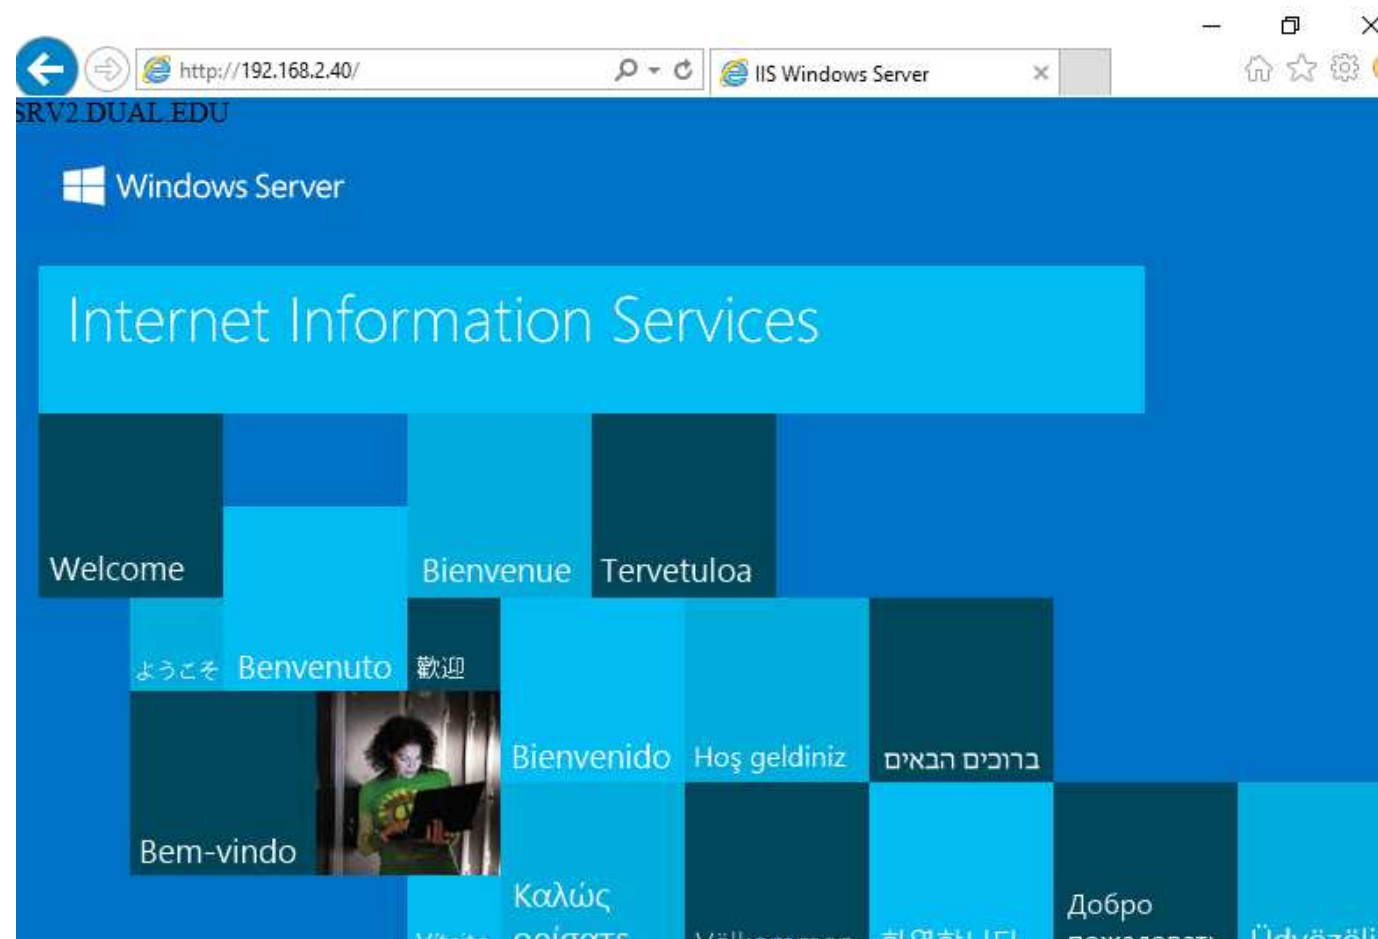 http://192.168.2.40/
IIS Windows Server
SRV2.DUAL.EDU
Windows Server
Internet Information Services
Welcome
Bienvenue
Tervetuloa
ようこそ
Benvenuto
歡迎
Bienvenido
Hoş geldiniz
ברוכים הבאים
Bem-vindo
Καλώς
ορίσατε
Добро